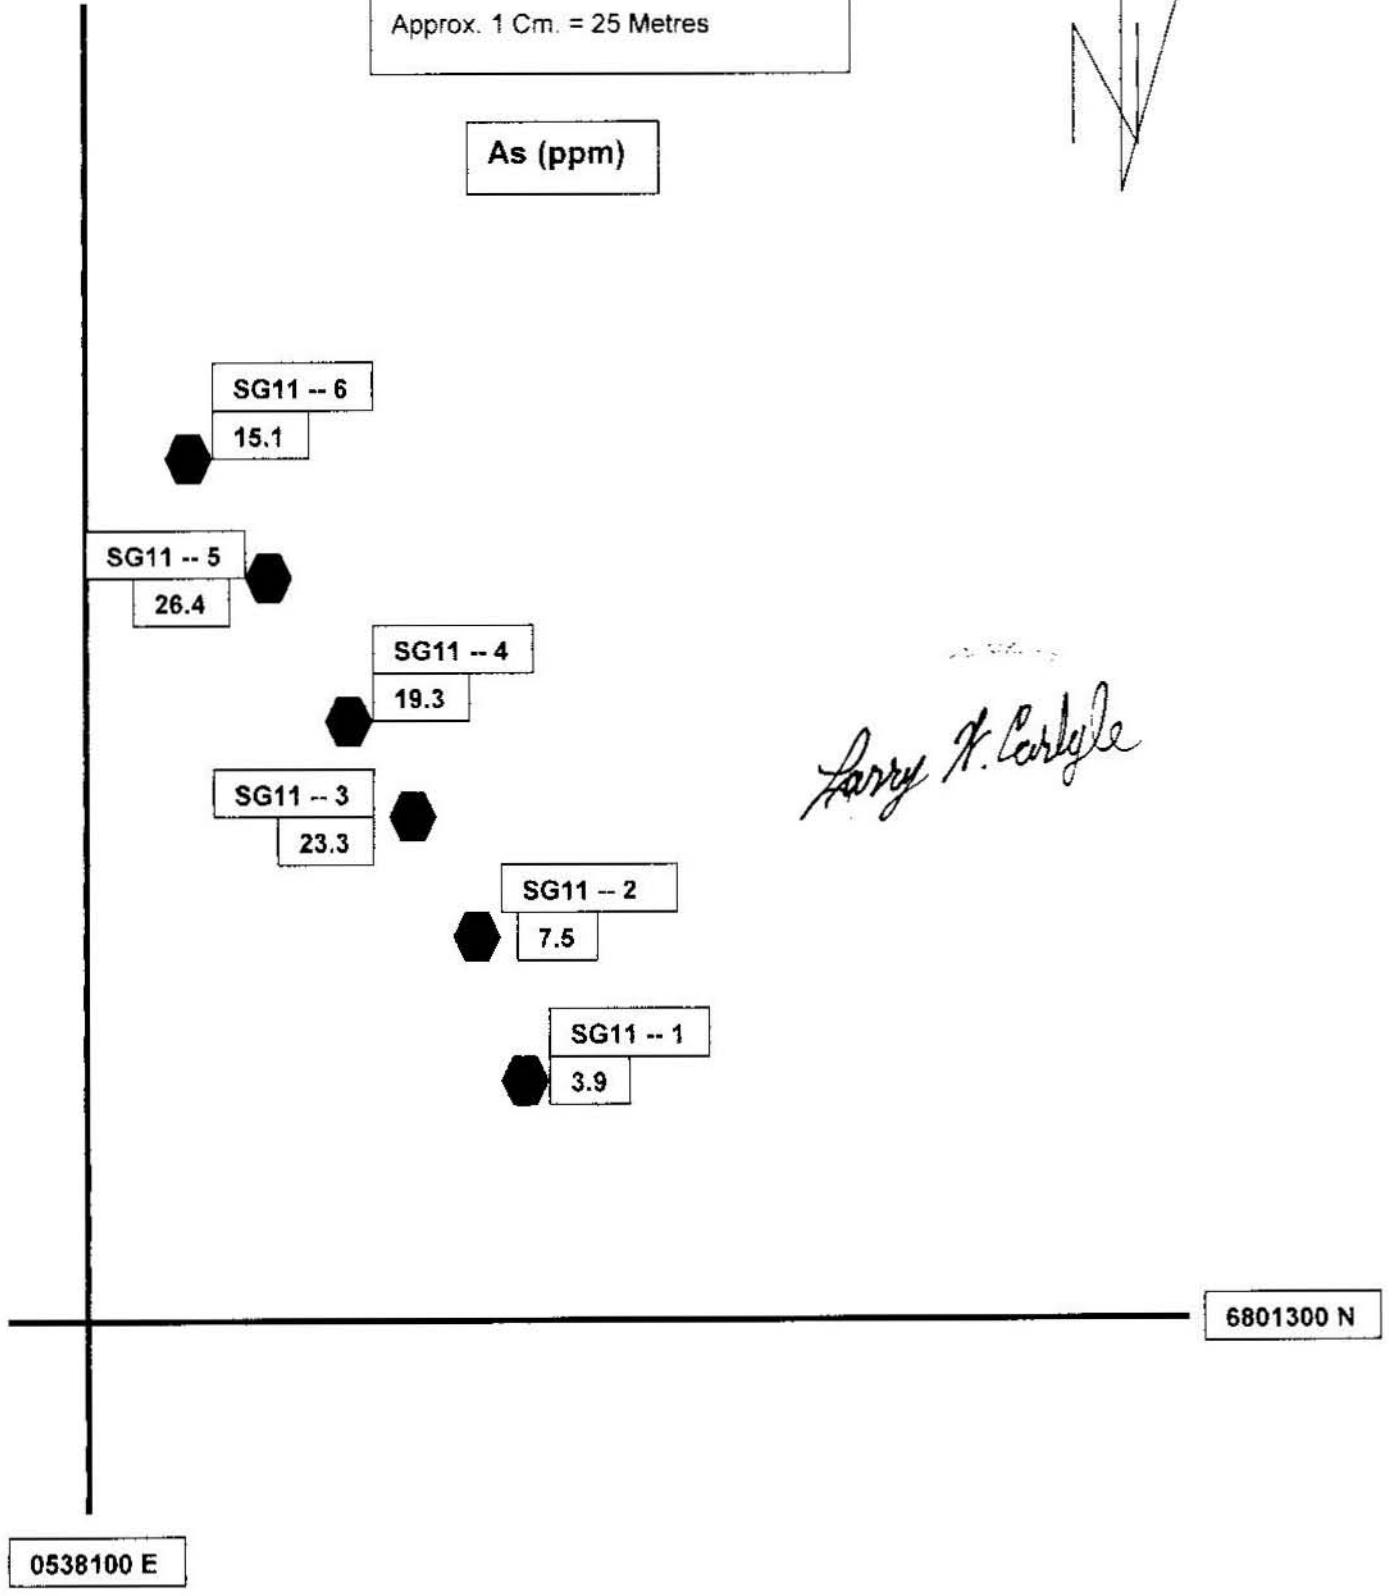 Approx. 1 Cm. = 25 Metres
N
As (ppm)
SG11 -- 6
15.1
SG11 -- 5
26.4
SG11 -- 4
19.3
SG11 -- 3
23.3
Larry W. Carlyle
SG11 -- 2
7.5
SG11 -- 1
3.9
6801300 N
0538100 E